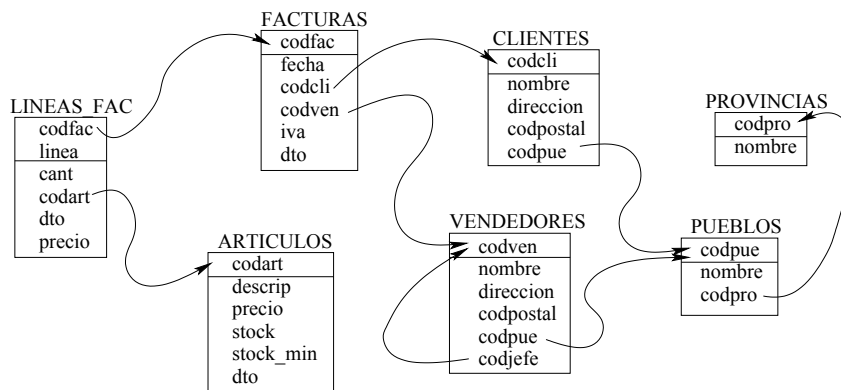 FACTURAS
codfac
fecha
codcli
codven
iva
dto
CLIENTES
codcli
nombre
direccion
codpostal
codpue
PROVINCIAS
codpro
nombre
LINEAS_FAC
codfac
linea
cant
codart
dto
precio
ARTICULOS
codart
descrip
precio
stock
stock_min
dto
VENDEDORES
codven
nombre
direccion
codpostal
codpue
codjefe
PUEBLOS
codpue
nombre
codpro